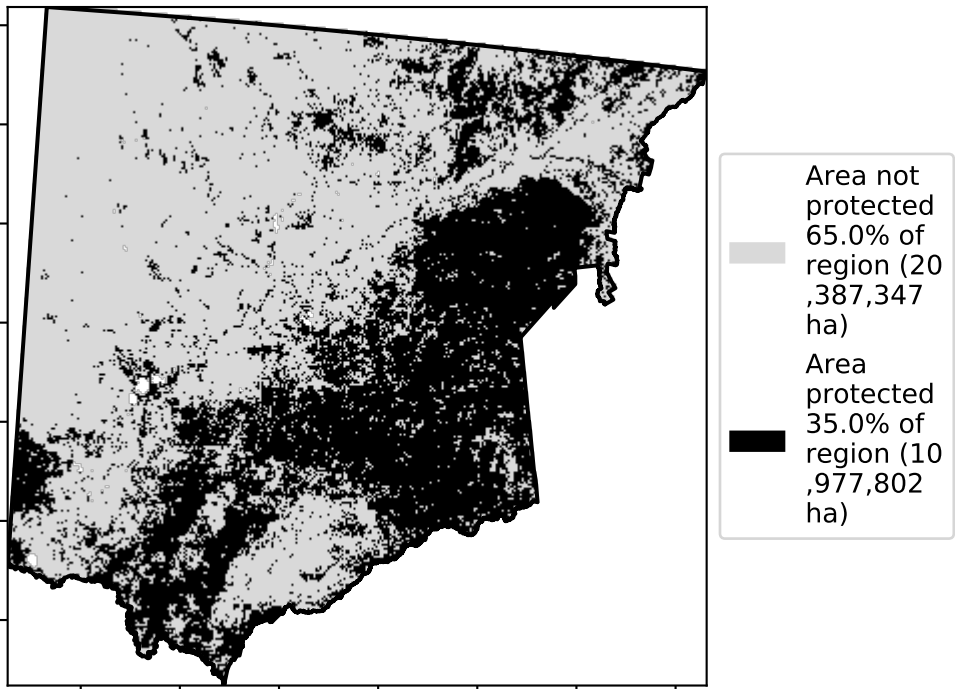 Area not
protected
65.0% of
region (20
,387,347
ha)
Area
protected
35.0% of
region (10
,977,802
ha)